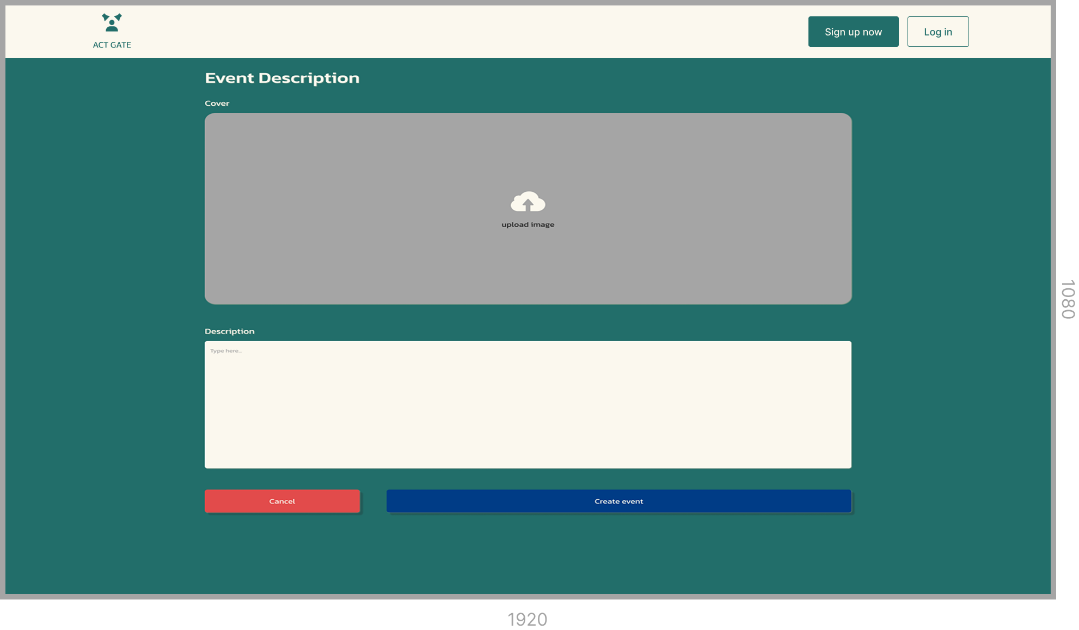 ACT GATE
Sign up now
Log in
Event Description
Cover
upload image
Description
Type here..
Cancel
Create event
1080
1920